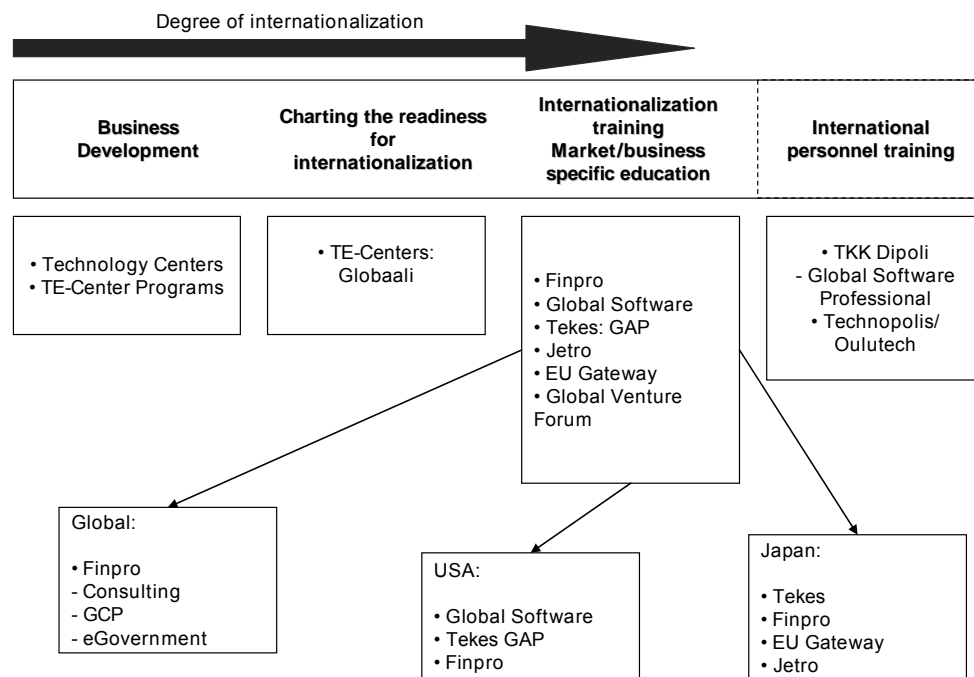 Degree of internationalization
Business
Development
Charting the readiness
for
internationalization
Internationalization
training
Market/business
specific education
International
personnel training
• Technology Centers
• TE-Center Programs
• TE-Centers:
Globaali
• Finpro
• Global Software
• Tekes: GAP
• Jetro
• EU Gateway
• Global Venture
Forum
• TKK Dipoli
- Global Software
Professional
• Technopolis/
Oulutech
Global:
• Finpro
- Consulting
- GCP
- eGovernment
USA:
• Global Software
• Tekes GAP
• Finpro
Japan:
• Tekes
• Finpro
• EU Gateway
• Jetro